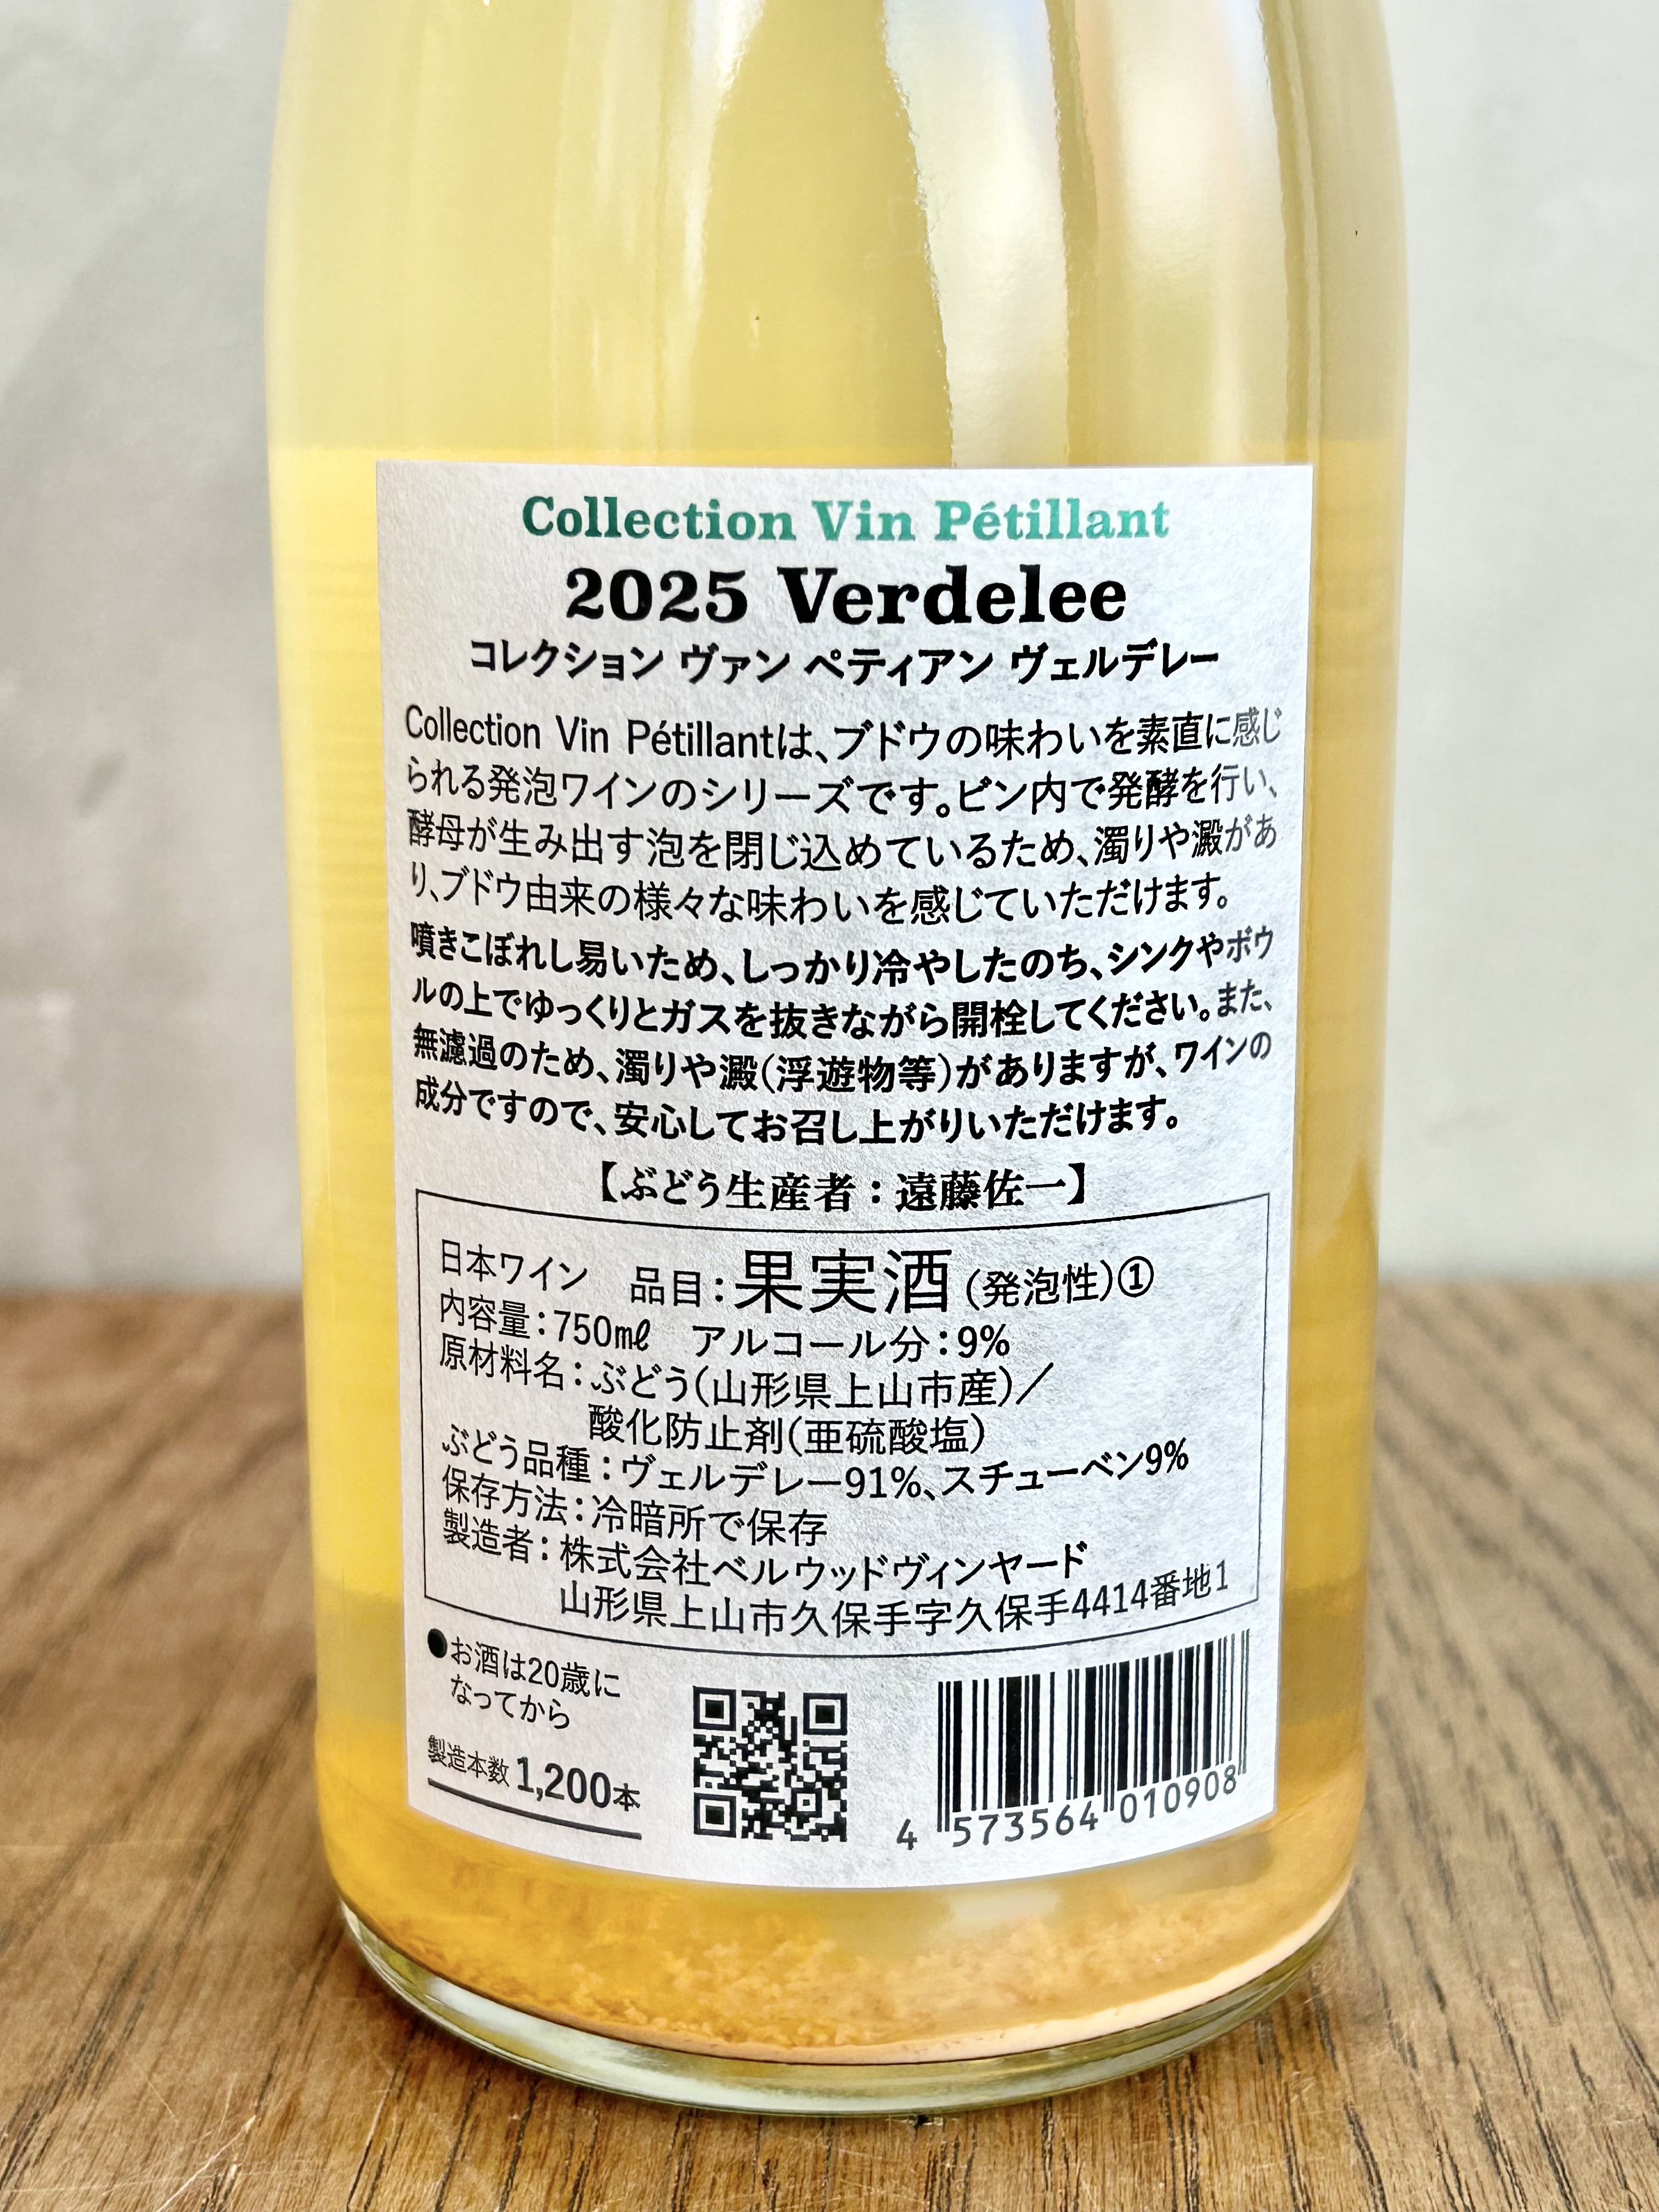 Collection Vin Pétillant
2025 Verdelee
コレクション ヴァン ペティアン ヴェルデレー
Collection Vin Pétillantは、ブドウの味わいを素直に感じ
られる発泡ワインのシリーズです。ビン内で発酵を行い、
酵母が生み出す泡を閉じ込めているため、濁りや澱があ
り、ブドウ由来の様々な味わいを感じていただけます。
噴きこぼれし易いため、しっかり冷やしたのち、シンクやボウ
ルの上でゆっくりとガスを抜きながら開栓してください。また、
無濾過のため、濁りや澱(浮遊物等)がありますが、ワインの
成分ですので、安心してお召し上がりいただけます。
【ぶどう生産者:遠藤佐一】
日本ワイン 品目:果実酒(発泡性)①
内容量:750㎖ アルコール分:9%
原材料名:ぶどう(山形県上山市産)/
酸化防止剤(亜硫酸塩)
ぶどう品種:ヴェルデレー91%、スチューベン9%
保存方法:冷暗所で保存
製造者:株式会社ベルウッドヴィンヤード
山形県上山市久保手字久保手4414番地1
●お酒は20歳に
なってから
製造本数 1,200本
4 573564 010908